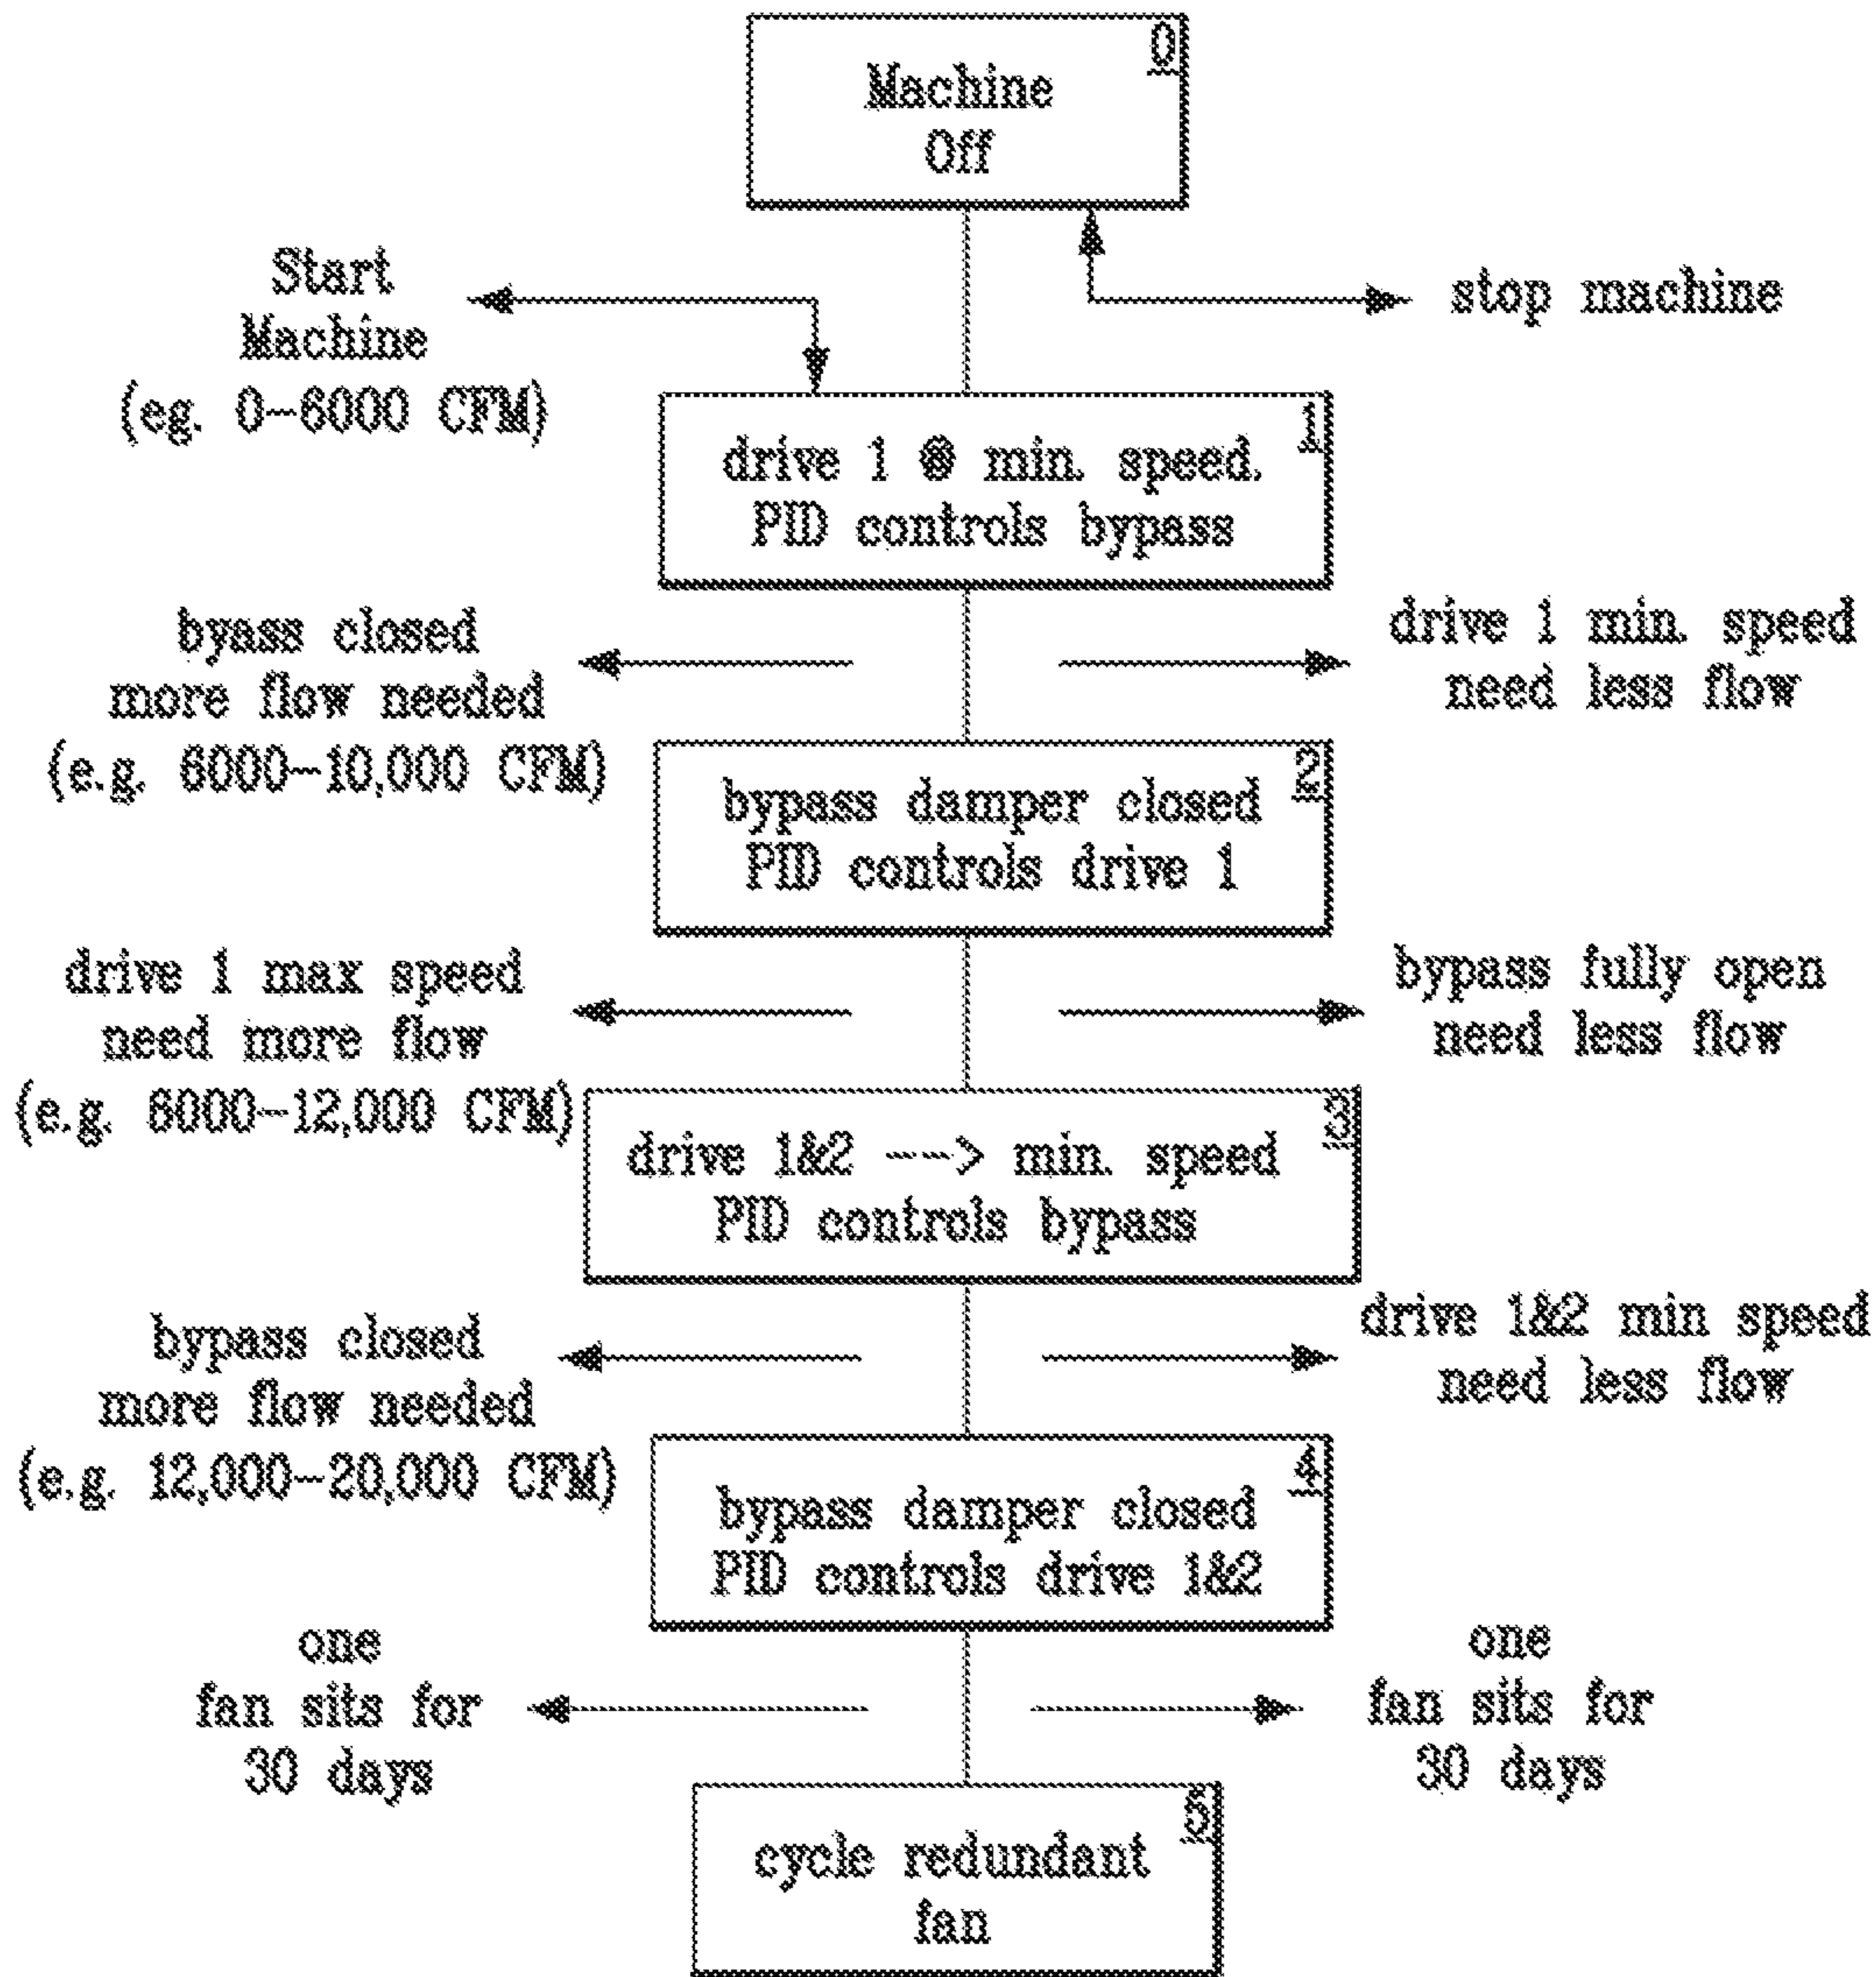 0
Machine
Off
Start
Machine
(eg. 0-6000 CFM)
stop machine
1
drive 1 @ min. speed.
PID controls bypass
byass closed
more flow needed
(e.g. 6000-10,000 CFM)
drive 1 min. speed
need less flow
2
bypass damper closed
PID controls drive 1
drive 1 max speed
need more flow
(e.g. 6000-12,000 CFM)
bypass fully open
need less flow
3
drive 1&2 ---> min. speed
PID controls bypass
bypass closed
more flow needed
(e.g. 12,000-20,000 CFM)
drive 1&2 min speed
need less flow
4
bypass damper closed
PID controls drive 1&2
one
fan sits for
30 days
one
fan sits for
30 days
5
cycle redundant
fan